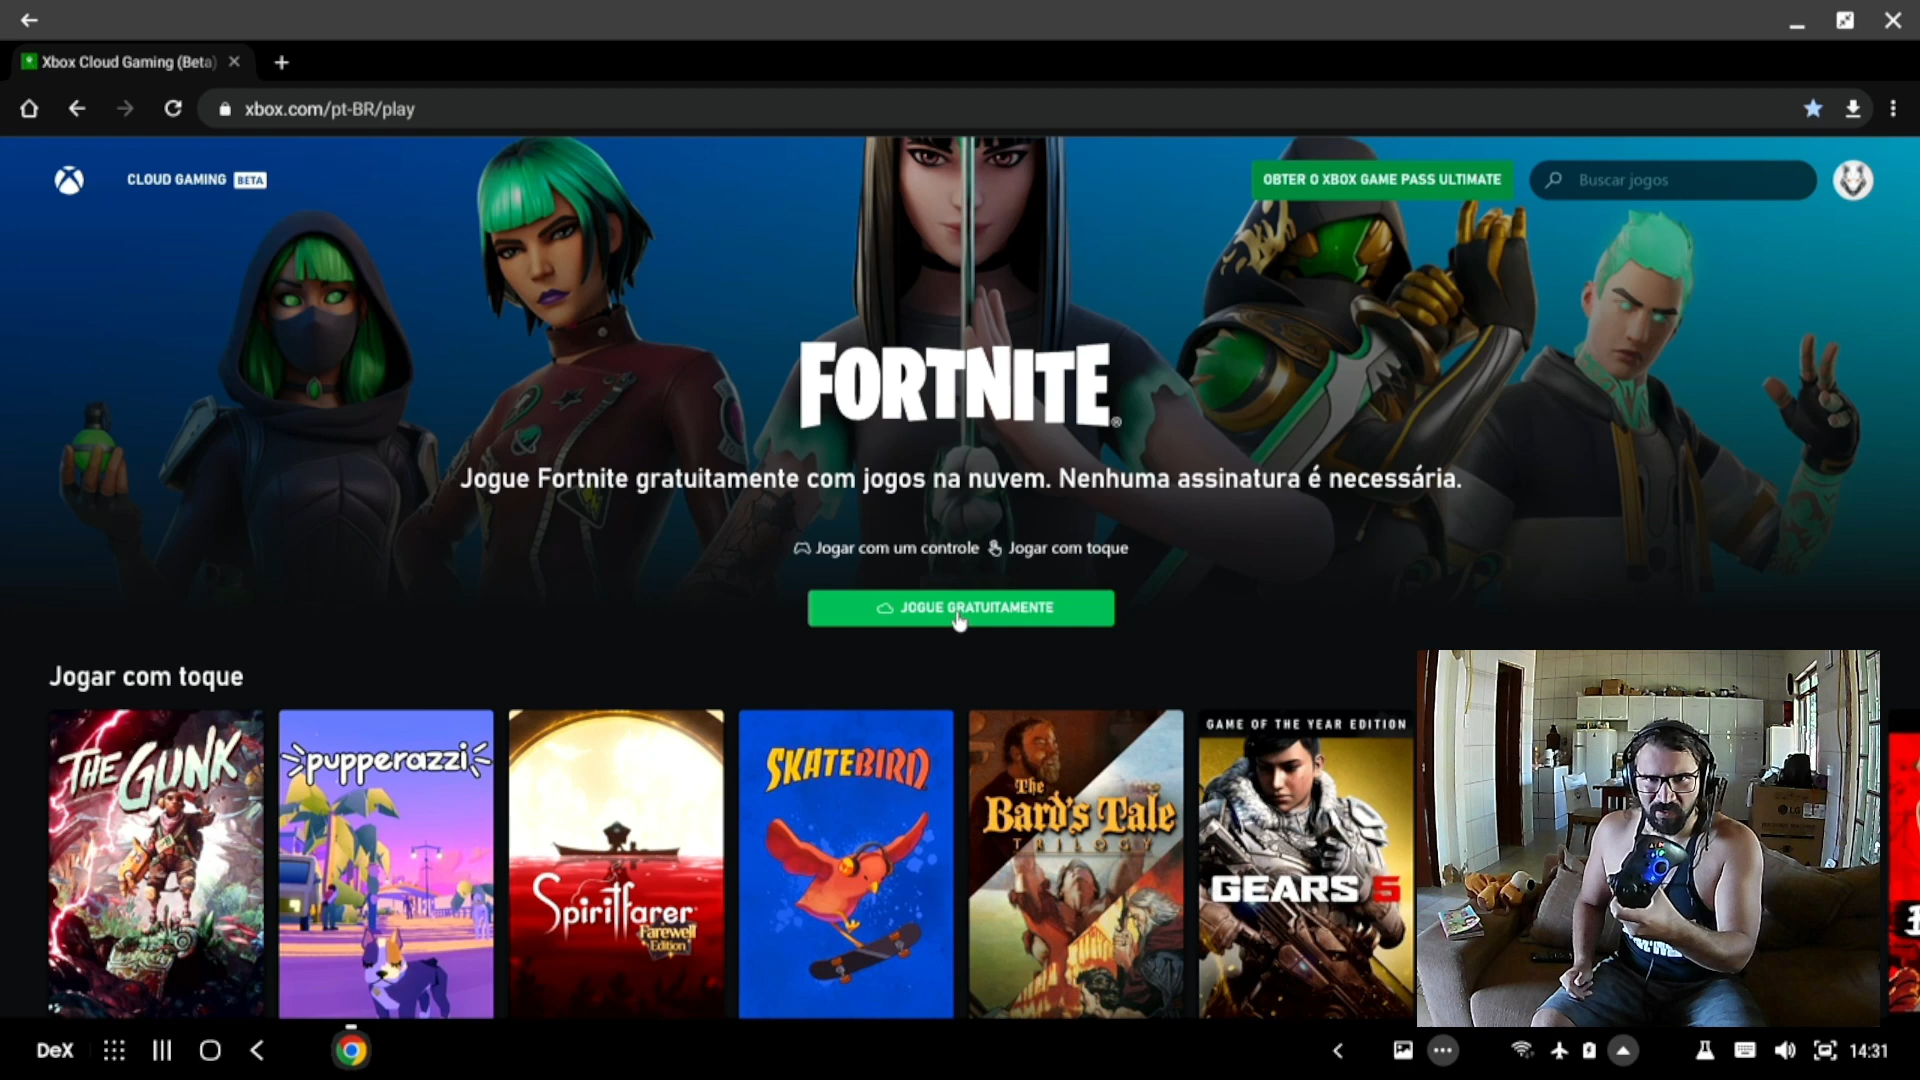 Xbox Cloud Gaming (Beta)
xbox.com/pt-BR/play
CLOUD GAMING BETA
OBTER O XBOX GAME PASS ULTIMATE
Buscar jogos
FORTNITE®
Jogue Fortnite gratuitamente com jogos na nuvem. Nenhuma assinatura é necessária.
Jogar com um controle Jogar com toque
JOGUE GRATUITAMENTE
Jogar com toque
THE GUNK
pupperazzi
Spiritfarer
Farewell
Edition
SKATEBIRD
The
Bard's Tale
TRILOGY
GAME OF THE YEAR EDITION
GEARS 5
LG
DeX
14:31